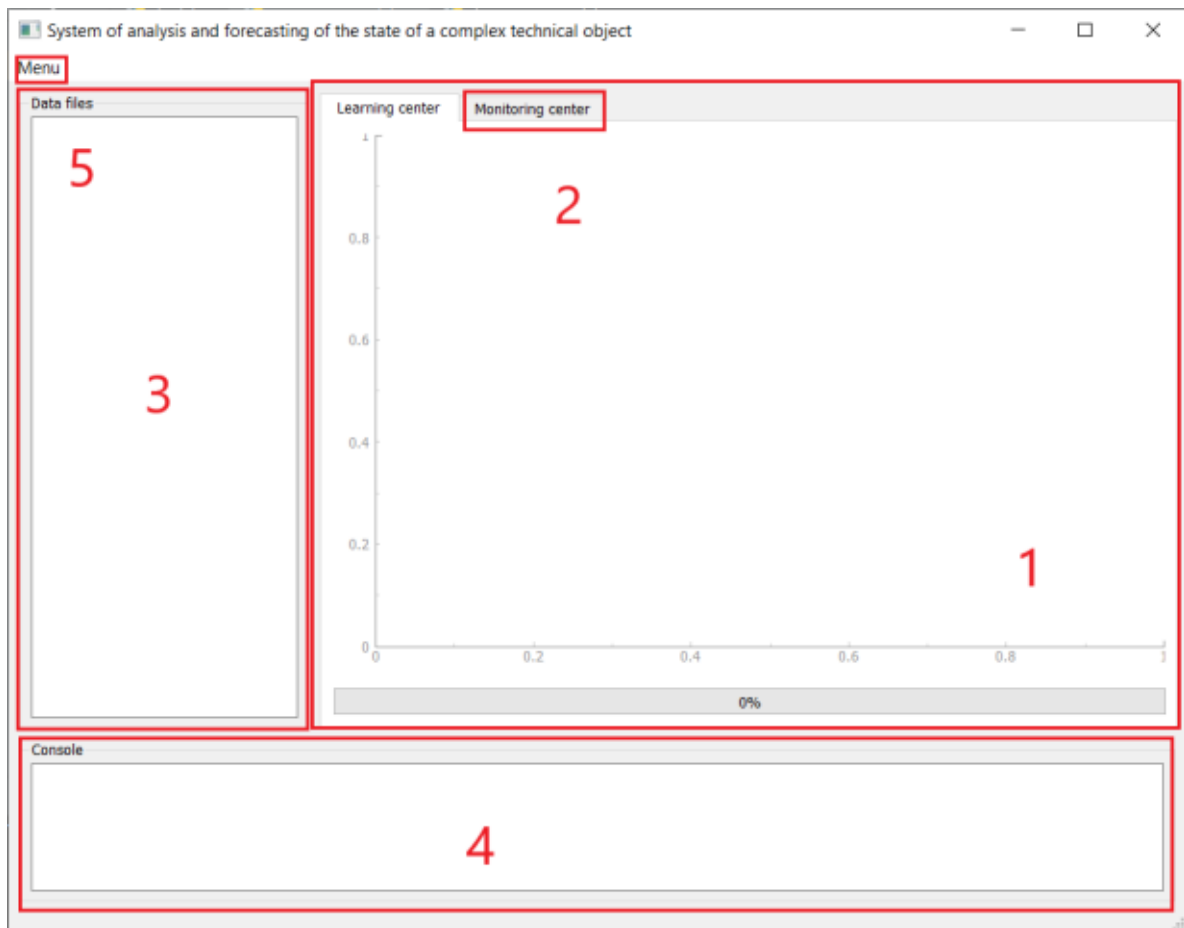 System of analysis and forecasting of the state of a complex technical object
Menu
Data files
Learning center
Monitoring center
5
2
3
1
4
1
0.8
0.6
0.4
0.2
0
0 0.2 0.4 0.6 0.8 1
0%
Console